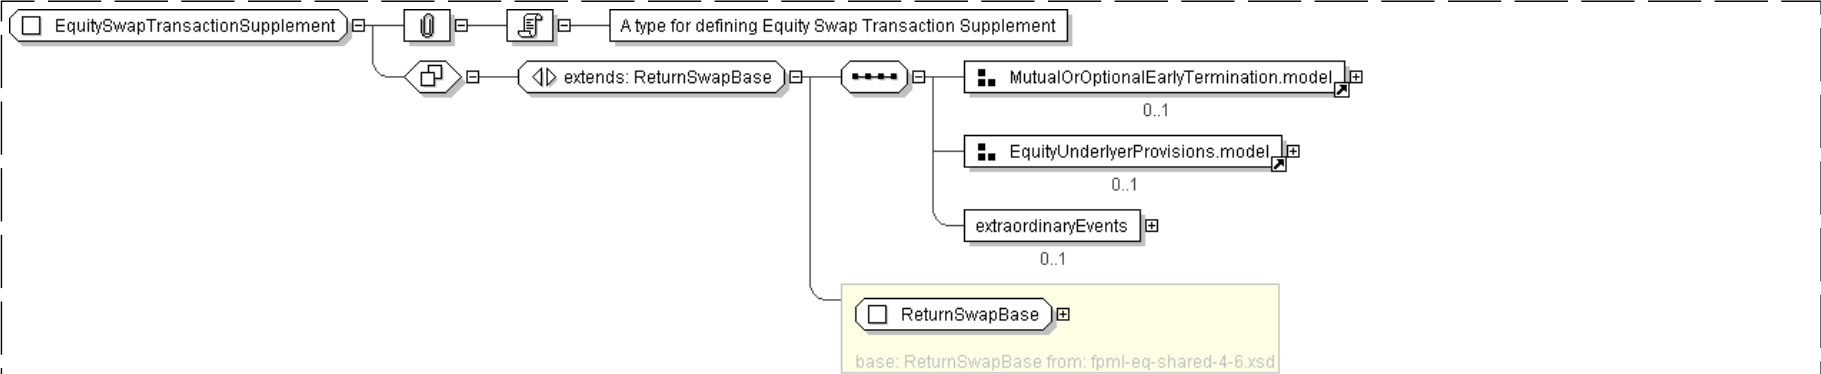 EquitySwapTransactionSupplement
A type for defining Equity Swap Transaction Supplement
extends: ReturnSwapBase
MutualOrOptionalEarlyTermination.model
0..1
EquityUnderlyerProvisions.model
0..1
extraordinaryEvents
0..1
ReturnSwapBase
base: ReturnSwapBase from: fpml-eq-shared-4-6.xsd